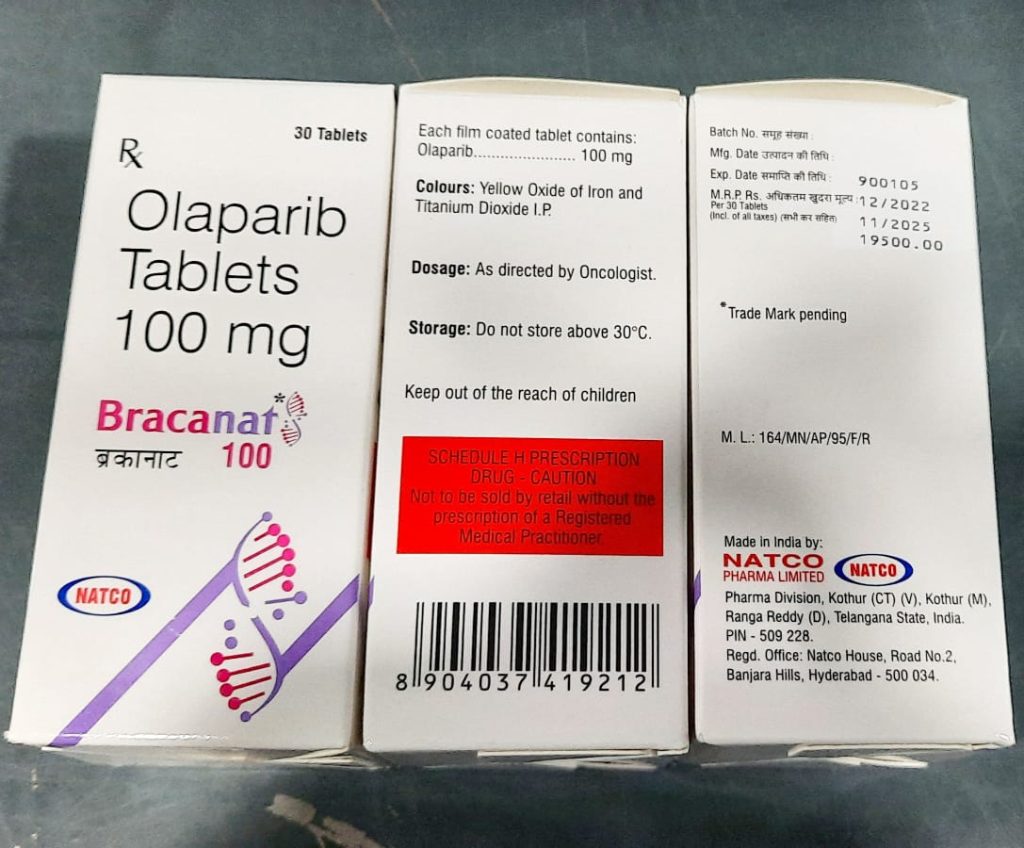 30 Tablets
Rx
Olaparib
Tablets
100 mg
Bracanat*
ब्रकानाट 100
NATCO
Each film coated tablet contains:
Olaparib...................... 100 mg
Colours: Yellow Oxide of Iron and
Titanium Dioxide I.P.
Dosage: As directed by Oncologist.
Storage: Do not store above 30°C.
Keep out of the reach of children
SCHEDULE H PRESCRIPTION
DRUG - CAUTION
Not to be sold by retail without the
prescription of a Registered
Medical Practitioner.
8 904037 419212
Batch No. समूह संख्या :
Mfg. Date उत्पादन की तिथि :
Exp. Date समाप्ति की तिथि :
M.R.P. Rs. अधिकतम खुदरा मूल्य :
Per 30 Tablets
(Incl. of all taxes) (सभी कर सहित)
900105
12/2022
11/2025
19500.00
*Trade Mark pending
M. L.: 164/MN/AP/95/F/R
Made in India by:
NATCO
PHARMA LIMITED
NATCO
Pharma Division, Kothur (CT) (V), Kothur (M),
Ranga Reddy (D), Telangana State, India.
PIN - 509 228.
Regd. Office: Natco House, Road No.2,
Banjara Hills, Hyderabad - 500 034.